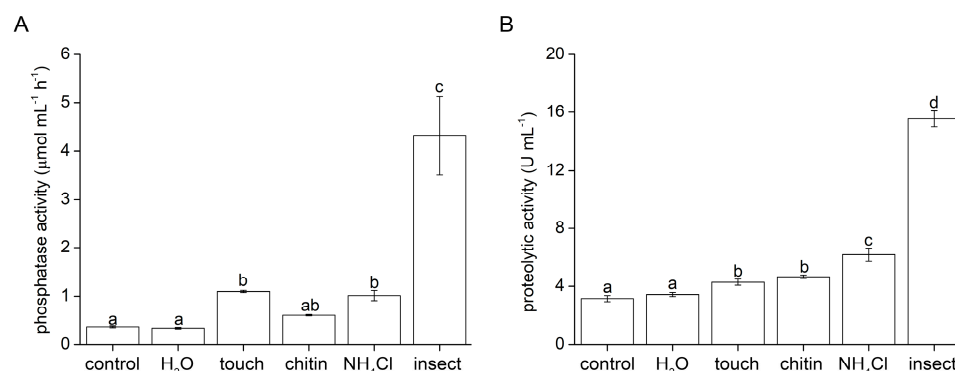 A
phosphatase activity (µmol mL⁻¹ h⁻¹)
6
5
4
3
2
1
0
a
a
b
ab
b
c
control
H₂O
touch
chitin
NH₄Cl
insect
B
proteolytic activity (U mL⁻¹)
20
16
12
8
4
0
a
a
b
b
c
d
control
H₂O
touch
chitin
NH₄Cl
insect